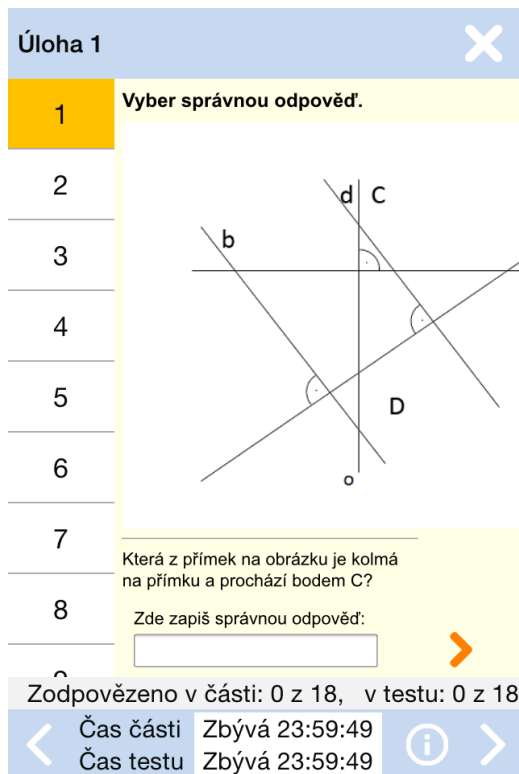 Úloha 1
1
2
3
4
5
6
7
8
Vyber správnou odpověď.
d C
b
D
o
Která z přímek na obrázku je kolmá
na přímku a prochází bodem C?
Zde zapiš správnou odpověď:
Zodpovězeno v části: 0 z 18, v testu: 0 z 18
Čas části Zbývá 23:59:49
Čas testu Zbývá 23:59:49